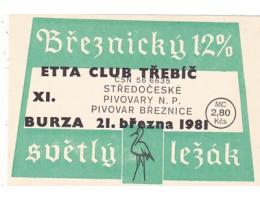 Březnický 12%
ETTA CLUB TŘEBÍČ
ČSN 56 6635
XI. STŘEDOČESKÉ
PIVOVARY N. P.
PIVOVAR BŘEZNICE
MC
2,80
Kčs
BURZA 21. března 1981
světlý ležák